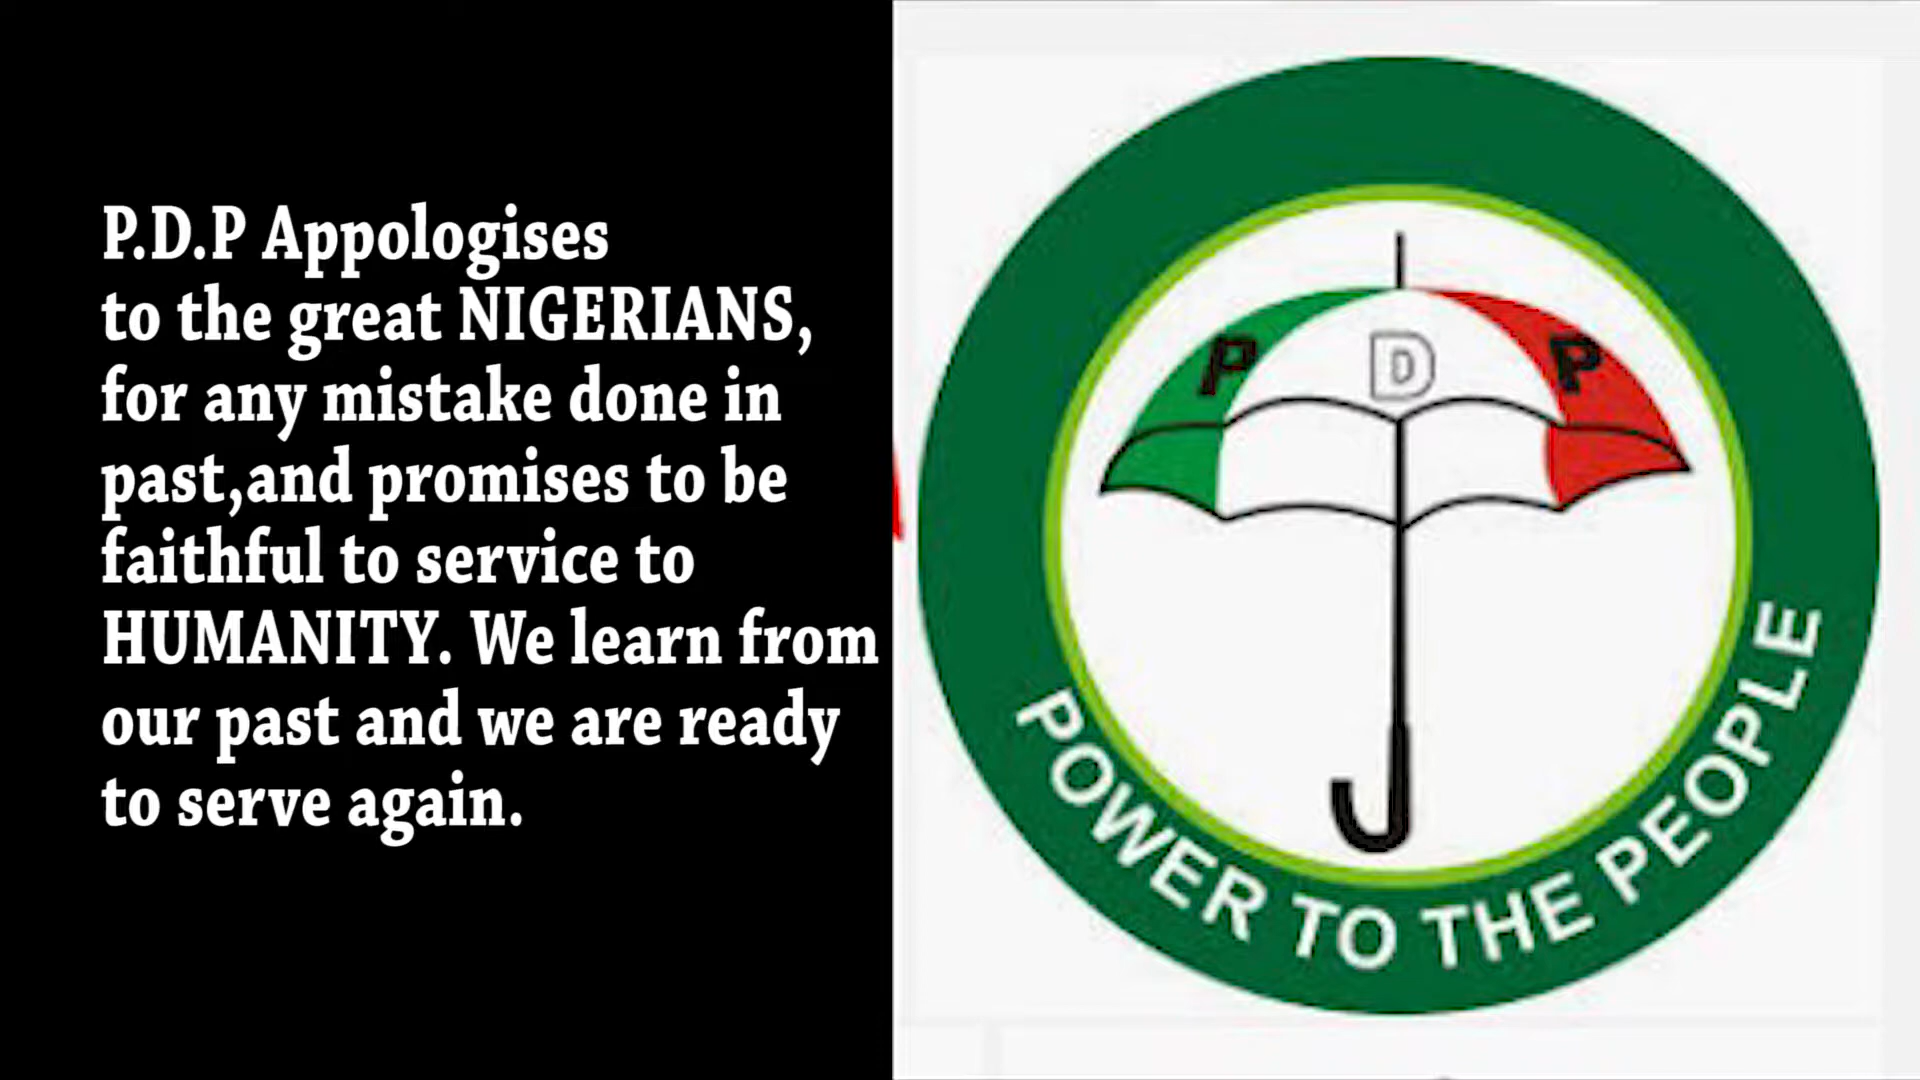 P.D.P Appologises
to the great NIGERIANS,
for any mistake done in
past,and promises to be
faithful to service to
HUMANITY. We learn from
our past and we are ready
to serve again.
P D P
POWER TO THE PEOPLE